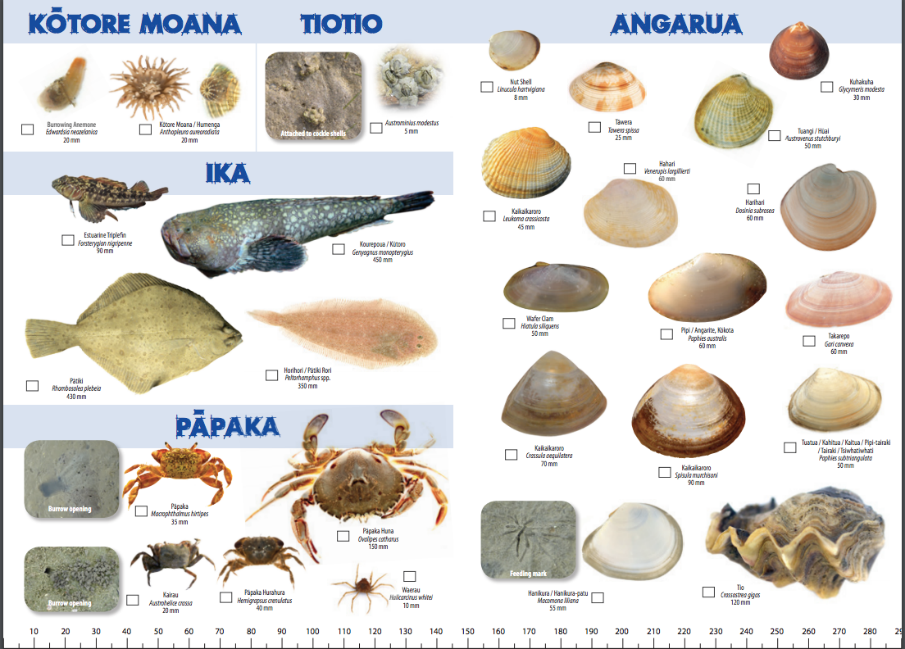 KŌTORE MOANA
Burrowing Anemone
Edwardsia neozelanica
20 mm
Kōtore Moana / Humenga
Anthopleura aureoradiata
20 mm
TIOTIO
Attached to cockle shells
Austrominius modestus
5 mm
IKA
Estuarine Triplefin
Forsterygion nigripenne
90 mm
Kourepoua / Kūtoro
Genyagnus monopterygius
450 mm
Pātiki
Rhombosolea plebeia
430 mm
Horihori / Pātiki Rori
Peltorhamphus spp.
350 mm
PĀPAKA
Burrow opening
Pāpaka
Macrophthalmus hirtipes
35 mm
Pāpaka Huna
Ovalipes catharus
150 mm
Burrow opening
Kairau
Austrohelice crassa
20 mm
Pāpaka Hurahura
Hemigrapsus crenulatus
40 mm
Waerau
Halicarcinus whitei
10 mm
ANGARUA
Nut Shell
Linucula hartvigiana
8 mm
Tawera
Tawera spissa
25 mm
Kuhakuha
Glycymeris modesta
30 mm
Tuangi / Hūai
Austrovenus stutchburyi
50 mm
Kaikaikaroro
Leukoma crassicosta
45 mm
Hahari
Venerupis largillierti
60 mm
Harihari
Dosinia subrosea
60 mm
Wafer Clam
Hiatula siliquens
50 mm
Pipi / Angarite, Kōkota
Paphies australis
60 mm
Takarepo
Gari convexa
60 mm
Kaikaikaroro
Crassula aequilatera
70 mm
Kaikaikaroro
Spisula murchisoni
90 mm
Tuatua / Kahitua / Kaitua / Pipi-tairaki
/ Tairaki / Taiwhatiwhati
Paphies subtriangulata
50 mm
Feeding mark
Hanikura / Hanikura-patu
Macomona liliana
55 mm
Tio
Crassostrea gigas
120 mm
10 20 30 40 50 60 70 80 90 100 110 120 130 140 150 160 170 180 190 200 210 220 230 240 250 260 270 280 29